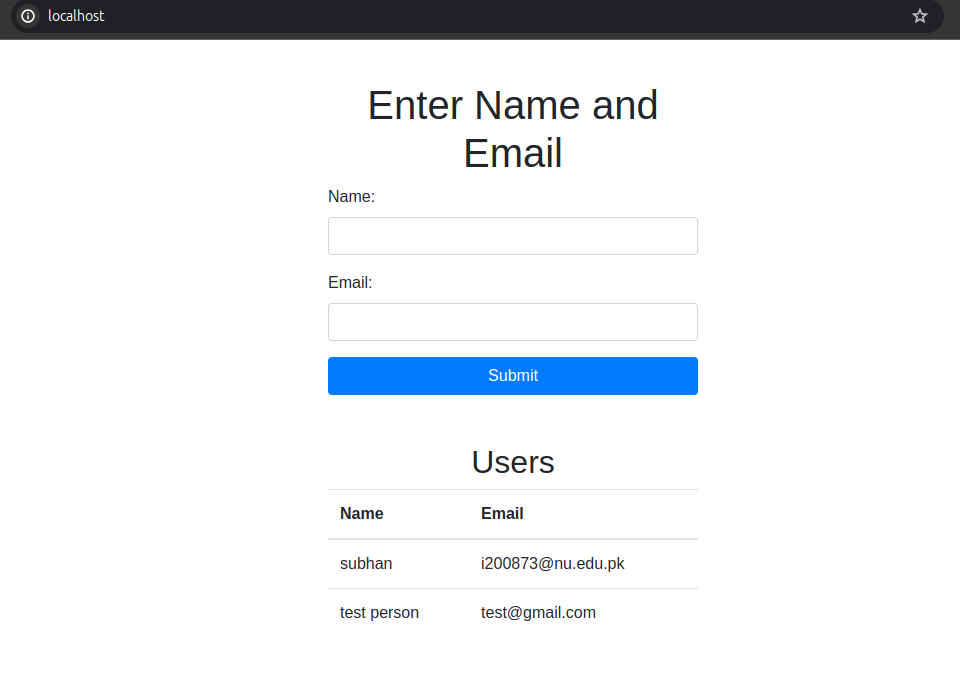 localhost
Enter Name and
Email
Name:
Email:
Submit
Users
Name Email
subhan i200873@nu.edu.pk
test person test@gmail.com